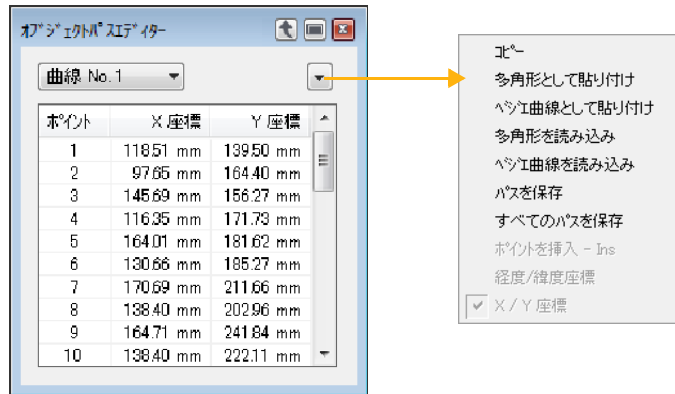 オブジェクトパスエディター
曲線 No. 1
ポイント X 座標 Y 座標
1 118.51 mm 139.50 mm
2 97.65 mm 164.40 mm
3 145.69 mm 156.27 mm
4 116.35 mm 171.73 mm
5 164.01 mm 181.62 mm
6 130.66 mm 185.27 mm
7 170.69 mm 211.66 mm
8 138.40 mm 202.96 mm
9 164.71 mm 241.84 mm
10 138.40 mm 222.11 mm
コピー
多角形として貼り付け
ベジエ曲線として貼り付け
多角形を読み込み
ベジエ曲線を読み込み
パスを保存
すべてのパスを保存
ポイントを挿入 - Ins
経度/緯度座標
X / Y 座標